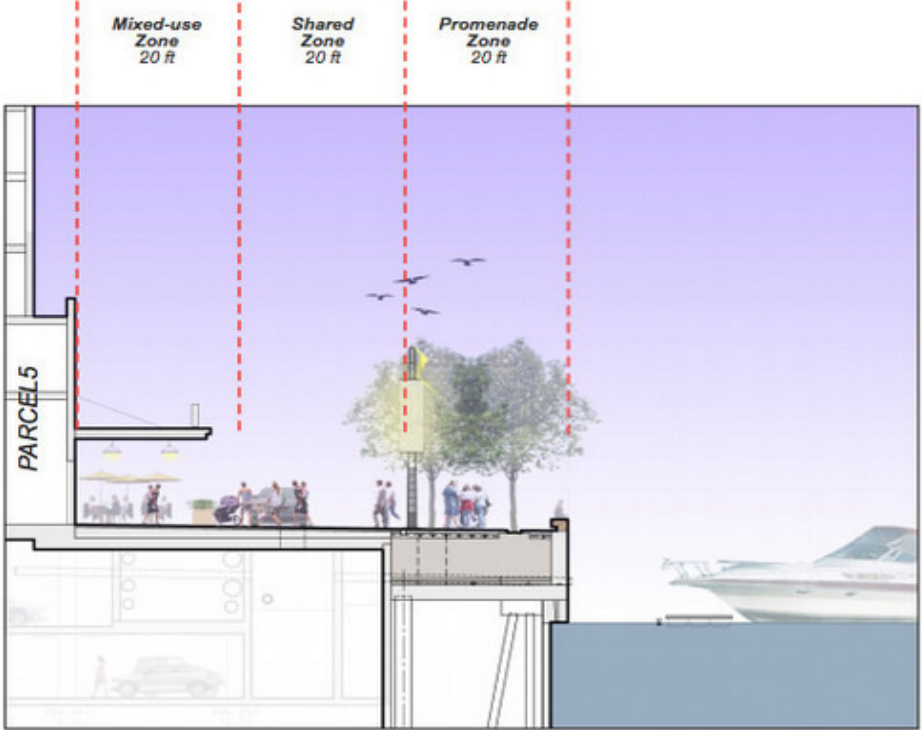 Mixed-use
Zone
20 ft
Shared
Zone
20 ft
Promenade
Zone
20 ft
PARCEL5